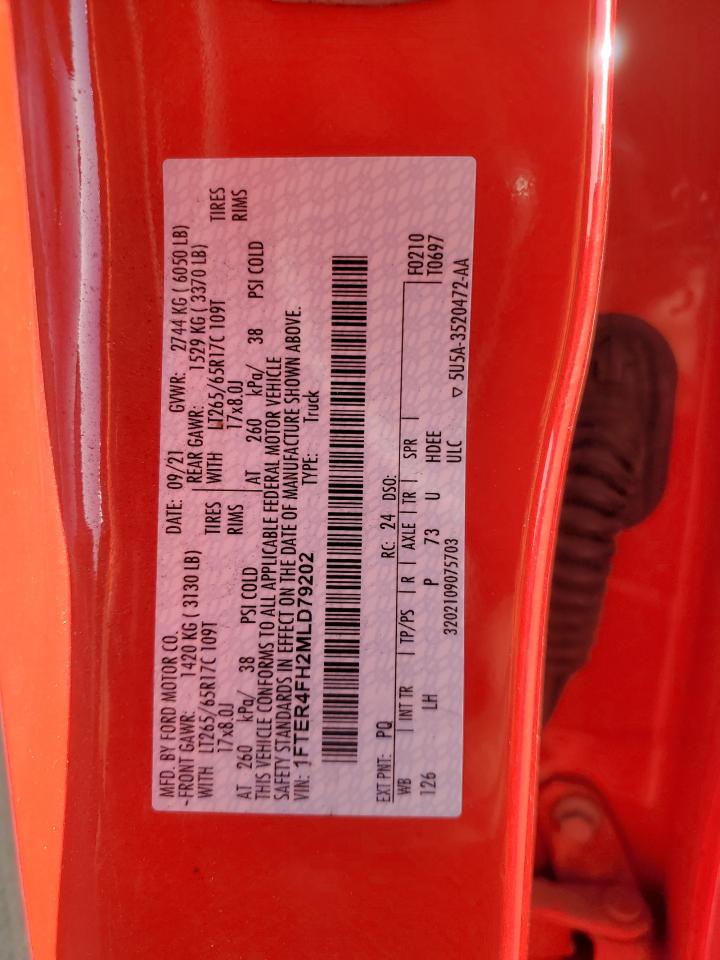 MFD. BY FORD MOTOR CO. DATE: 09/21 GVWR: 2744 KG ( 6050 LB)
-FRONT GAWR: 1420 KG ( 3130 LB) REAR GAWR: 1529 KG ( 3370 LB)
WITH LT265/65R17C 109T TIRES WITH LT265/65R17C 109T TIRES
17x8.0J RIMS 17x8.0J RIMS
AT 260 kPa/ 38 PSI COLD AT 260 kPa/ 38 PSI COLD
THIS VEHICLE CONFORMS TO ALL APPLICABLE FEDERAL MOTOR VEHICLE
SAFETY STANDARDS IN EFFECT ON THE DATE OF MANUFACTURE SHOWN ABOVE.
VIN: 1FTER4FH2MLD79202 TYPE: Truck
EXT PNT: PQ RC: 24 DSO: F0210
WB INT TR TP/PS R AXLE TR SPR T0697
126 LH P 73 U HDEE
ULC
3202109075703 ▽ 5U5A-3520472-AA